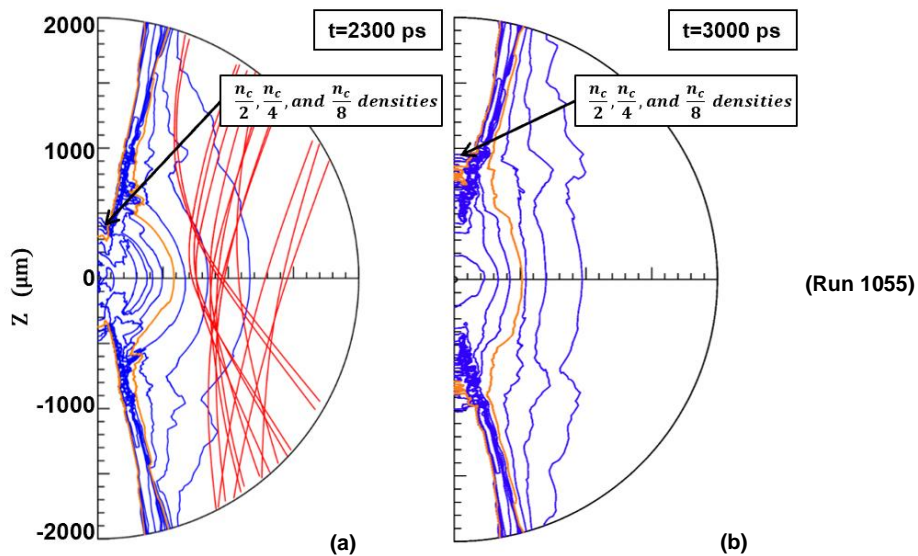 2000
1000
0
-1000
-2000
Z (μm)
t=2300 ps
n_c/2, n_c/4, and n_c/8 densities
(a)
t=3000 ps
n_c/2, n_c/4, and n_c/8 densities
(b)
(Run 1055)